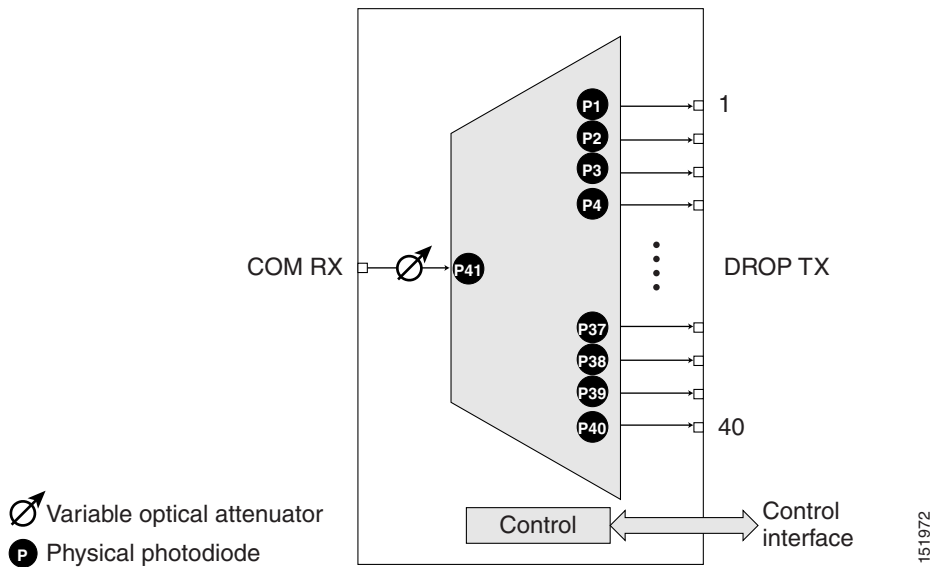 P1
1
P2
P3
P4
COM RX
P41
DROP TX
P37
P38
P39
P40
40
Variable optical attenuator
Control
Control
interface
P Physical photodiode
151972